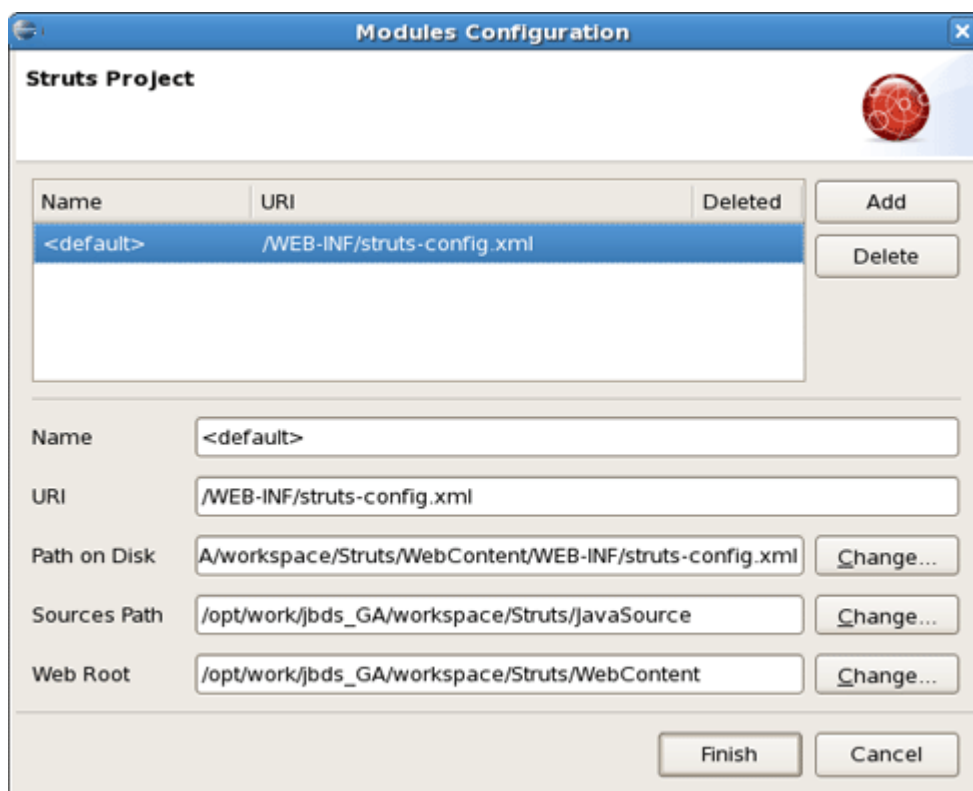 Modules Configuration
Struts Project
Name URI Deleted
<default> /WEB-INF/struts-config.xml
Add
Delete
Name <default>
URI /WEB-INF/struts-config.xml
Path on Disk A/workspace/Struts/WebContent/WEB-INF/struts-config.xml Change...
Sources Path /opt/work/jbds_GA/workspace/Struts/JavaSource Change...
Web Root /opt/work/jbds_GA/workspace/Struts/WebContent Change...
Finish Cancel